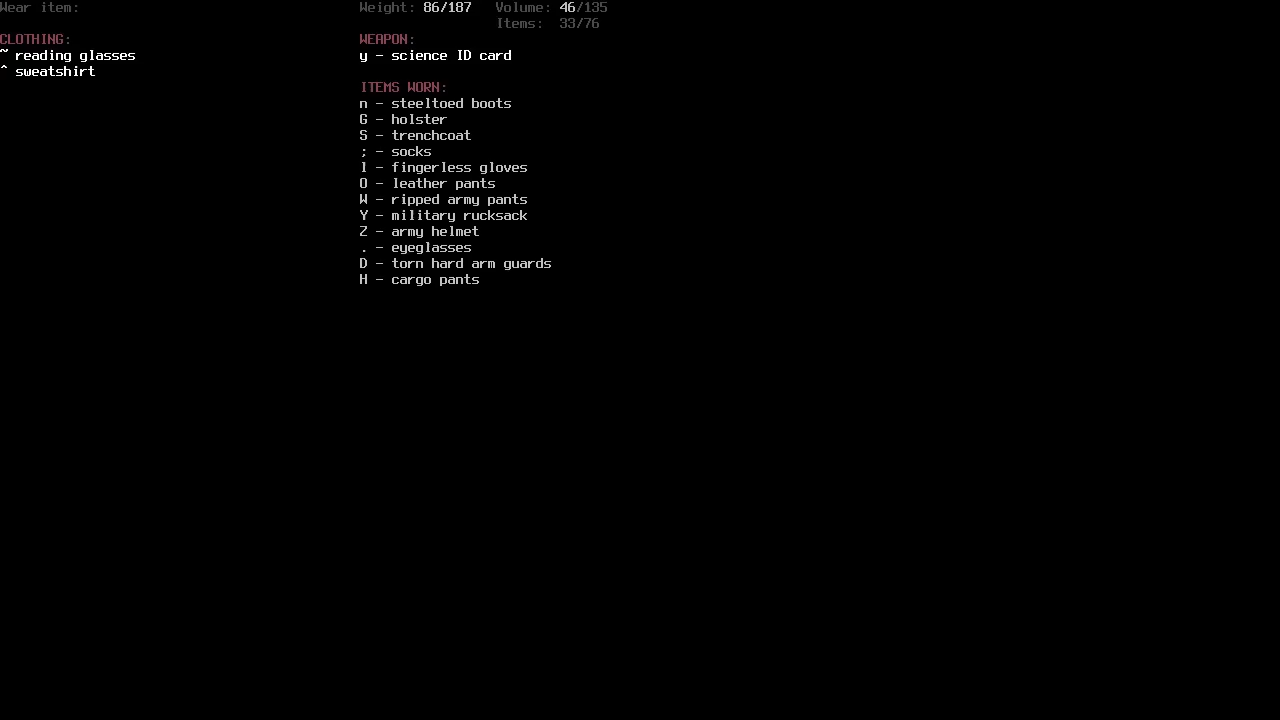 Wear item:
Weight: 86/187 Volume: 46/135
Items: 33/76
CLOTHING:
~ reading glasses
^ sweatshirt
WEAPON:
y - science ID card
ITEMS WORN:
n - steeltoed boots
G - holster
S - trenchcoat
; - socks
I - fingerless gloves
O - leather pants
W - ripped army pants
Y - military rucksack
Z - army helmet
. - eyeglasses
D - torn hard arm guards
H - cargo pants